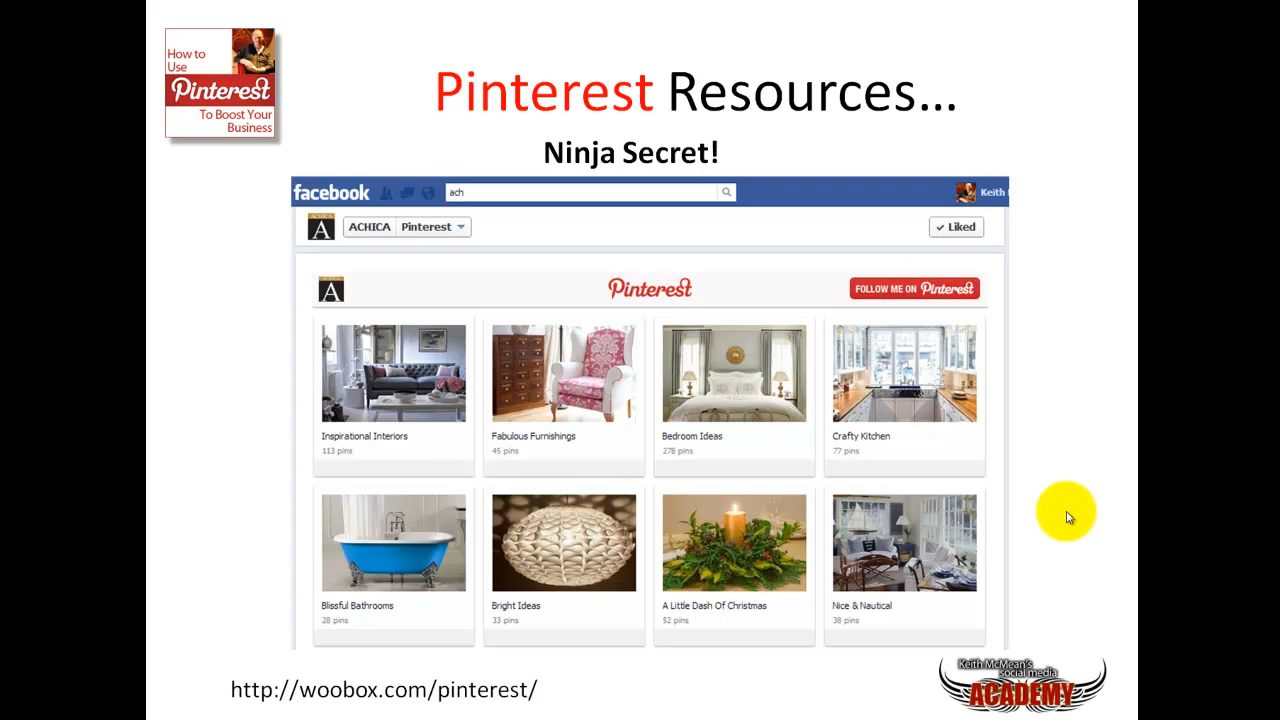 How to
Use
Pinterest
To Boost Your
Business
Pinterest Resources...
Ninja Secret!
facebook
ach
Keith
A
ACHICA
Pinterest
Liked
A
Pinterest
FOLLOW ME ON Pinterest
Inspirational Interiors
113 pins
Fabulous Furnishings
45 pins
Bedroom Ideas
278 pins
Crafty Kitchen
77 pins
Blissful Bathrooms
28 pins
Bright Ideas
33 pins
A Little Dash Of Christmas
52 pins
Nice & Nautical
38 pins
http://woobox.com/pinterest/
Keith McMean's
social media
ACADEMY